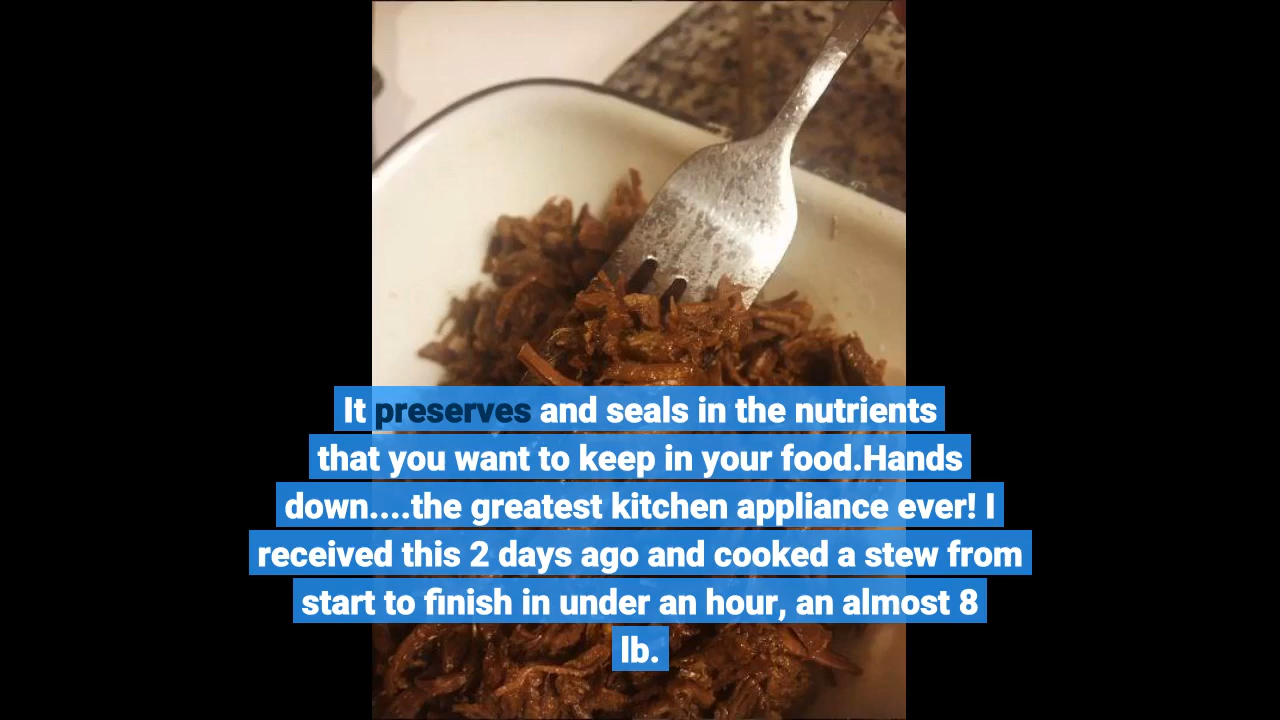 It preserves and seals in the nutrients
that you want to keep in your food.Hands
down....the greatest kitchen appliance ever! I
received this 2 days ago and cooked a stew from
start to finish in under an hour, an almost 8
lb.